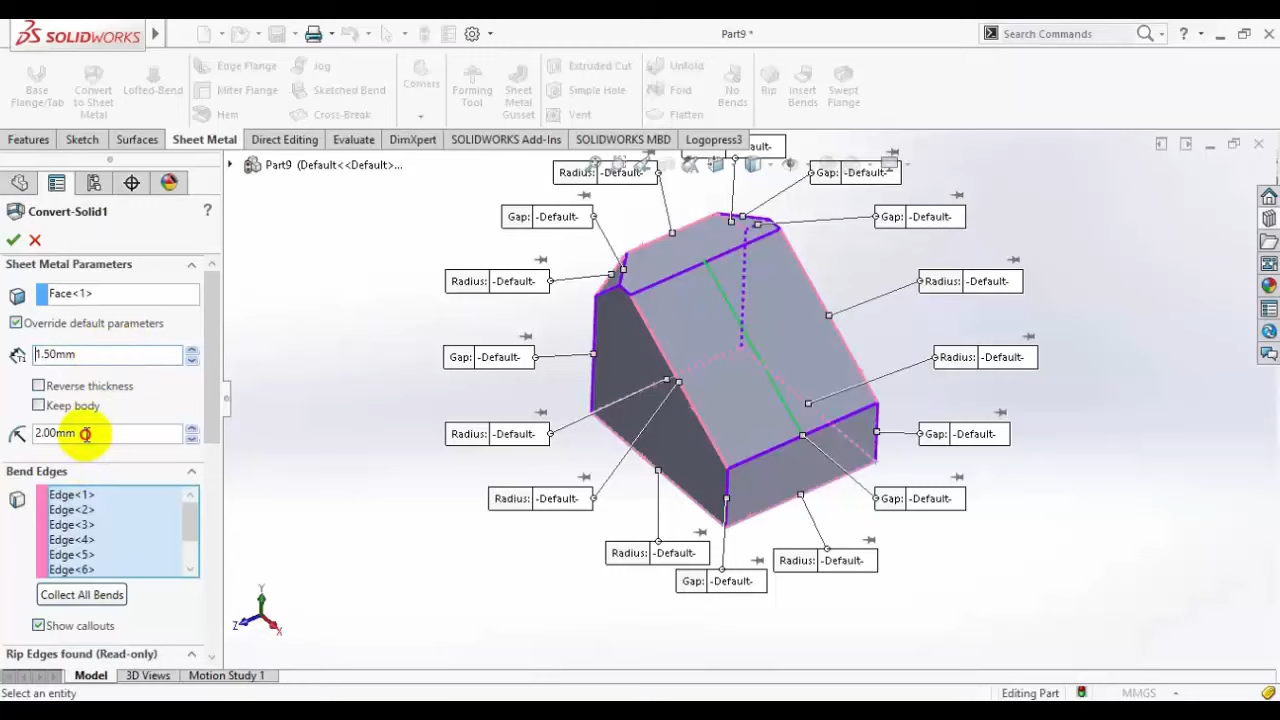 SOLIDWORKS
Part9 *
Search Commands
?
Base Flange/Tab
Convert to Sheet Metal
Lofted-Bend
Edge Flange
Miter Flange
Hem
Jog
Sketched Bend
Cross-Break
Corners
Forming Tool
Sheet Metal Gusset
Extruded Cut
Simple Hole
Vent
Unfold
Fold
Flatten
No Bends
Rip
Insert Bends
Swept Flange
Features
Sketch
Surfaces
Sheet Metal
Direct Editing
Evaluate
DimXpert
SOLIDWORKS Add-Ins
SOLIDWORKS MBD
Logopress3
Part9 (Default<<Default>...
Convert-Solid1
?
Sheet Metal Parameters
Face<1>
Override default parameters
1.50mm
Reverse thickness
Keep body
2.00mm
Bend Edges
Edge<1>
Edge<2>
Edge<3>
Edge<4>
Edge<5>
Edge<6>
Collect All Bends
Show callouts
Rip Edges found (Read-only)
-Default-
Radius: -Default-
Gap: -Default-
Gap: -Default-
Gap: -Default-
Radius: -Default-
Radius: -Default-
Gap: -Default-
Radius: -Default-
Radius: -Default-
Gap: -Default-
Radius: -Default-
Gap: -Default-
Radius: -Default-
Radius: -Default-
Gap: -Default-
Y
Z
X
Model
3D Views
Motion Study 1
Select an entity
Editing Part
MMGS